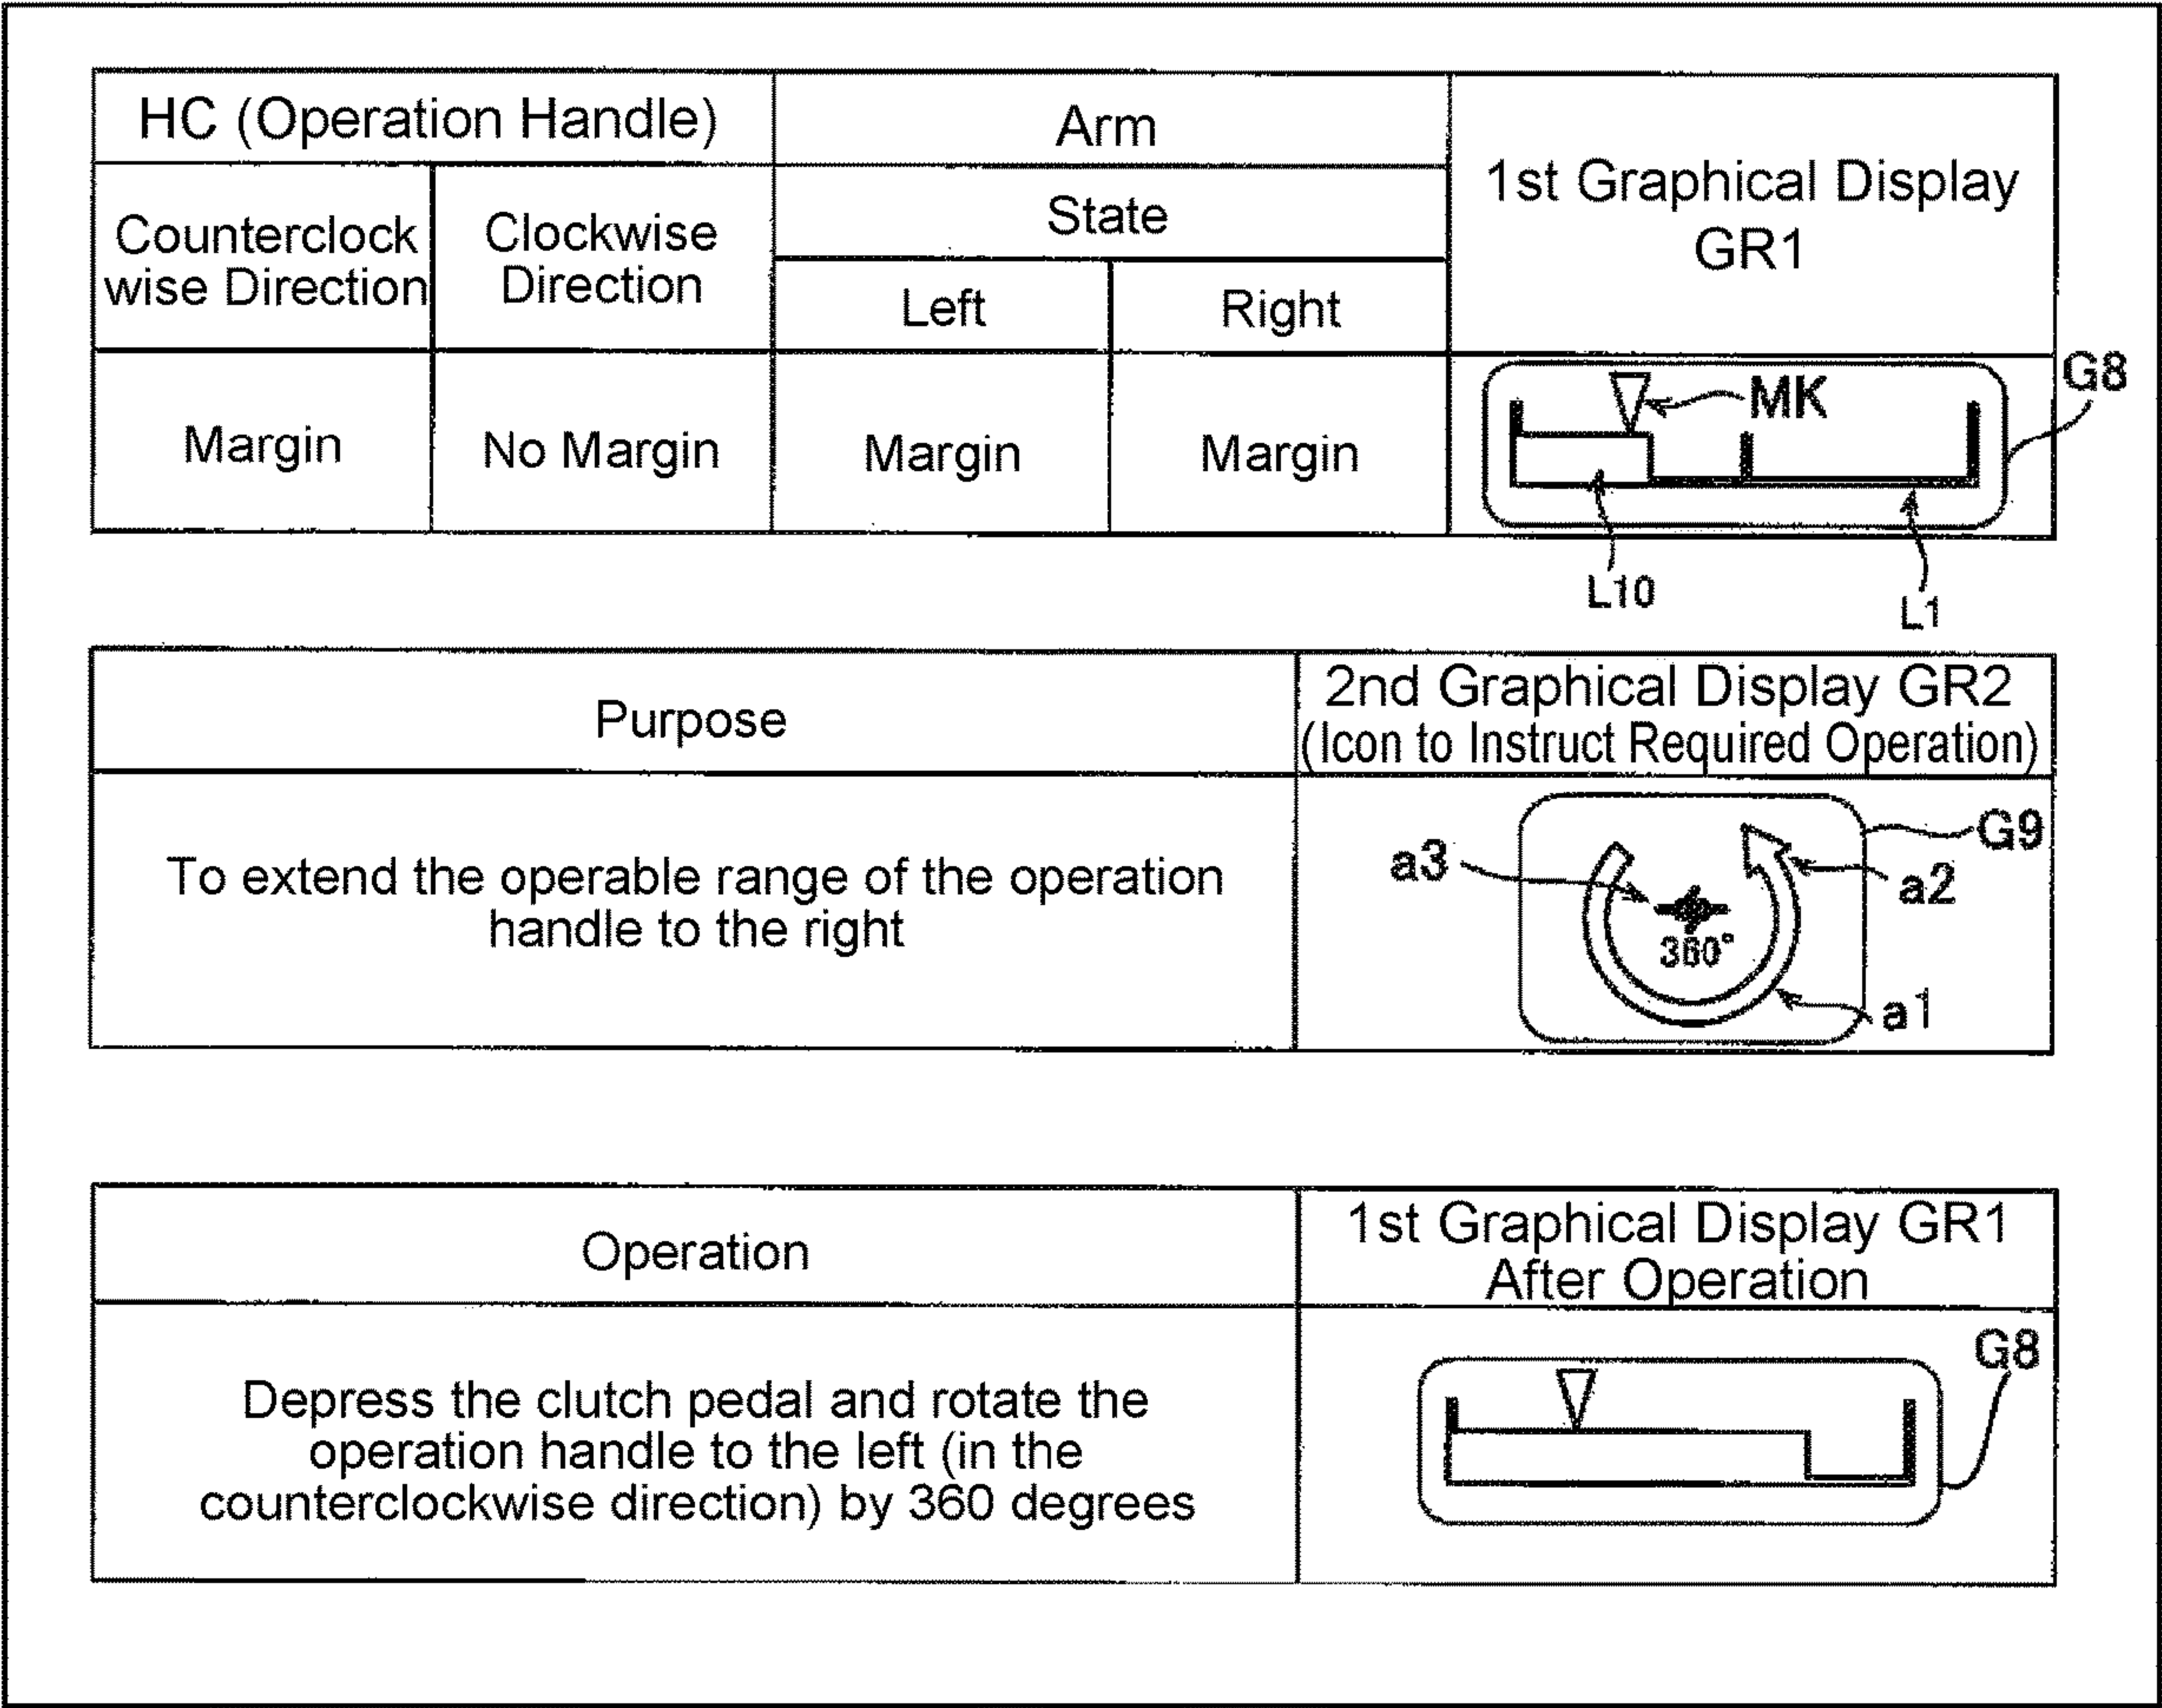 HC (Operation Handle)
Arm
1st Graphical Display
GR1
Counterclock
wise Direction
Clockwise
Direction
State
Left
Right
Margin
No Margin
Margin
Margin
MK
G8
L10
L1
Purpose
2nd Graphical Display GR2
(Icon to Instruct Required Operation)
To extend the operable range of the operation
handle to the right
a3
360°
G9
a2
a1
Operation
1st Graphical Display GR1
After Operation
Depress the clutch pedal and rotate the
operation handle to the left (in the
counterclockwise direction) by 360 degrees
G8